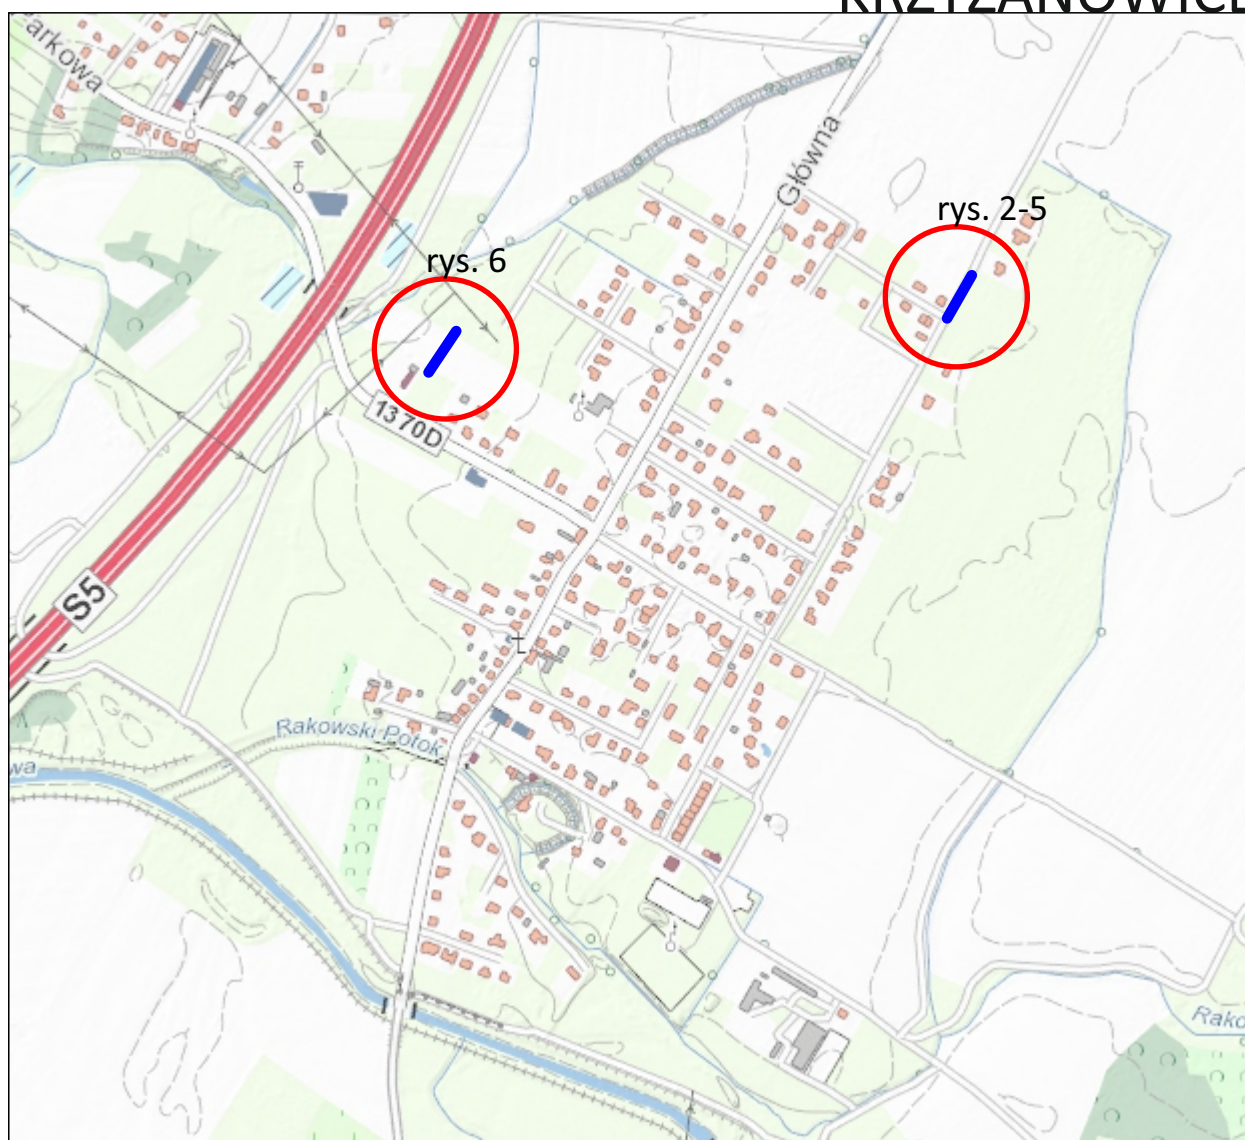 KRZYŻANOWICE
arkowa
Główna
rys. 2-5
rys. 6
1370D
S5
Rakowski Potok
wa
Rako